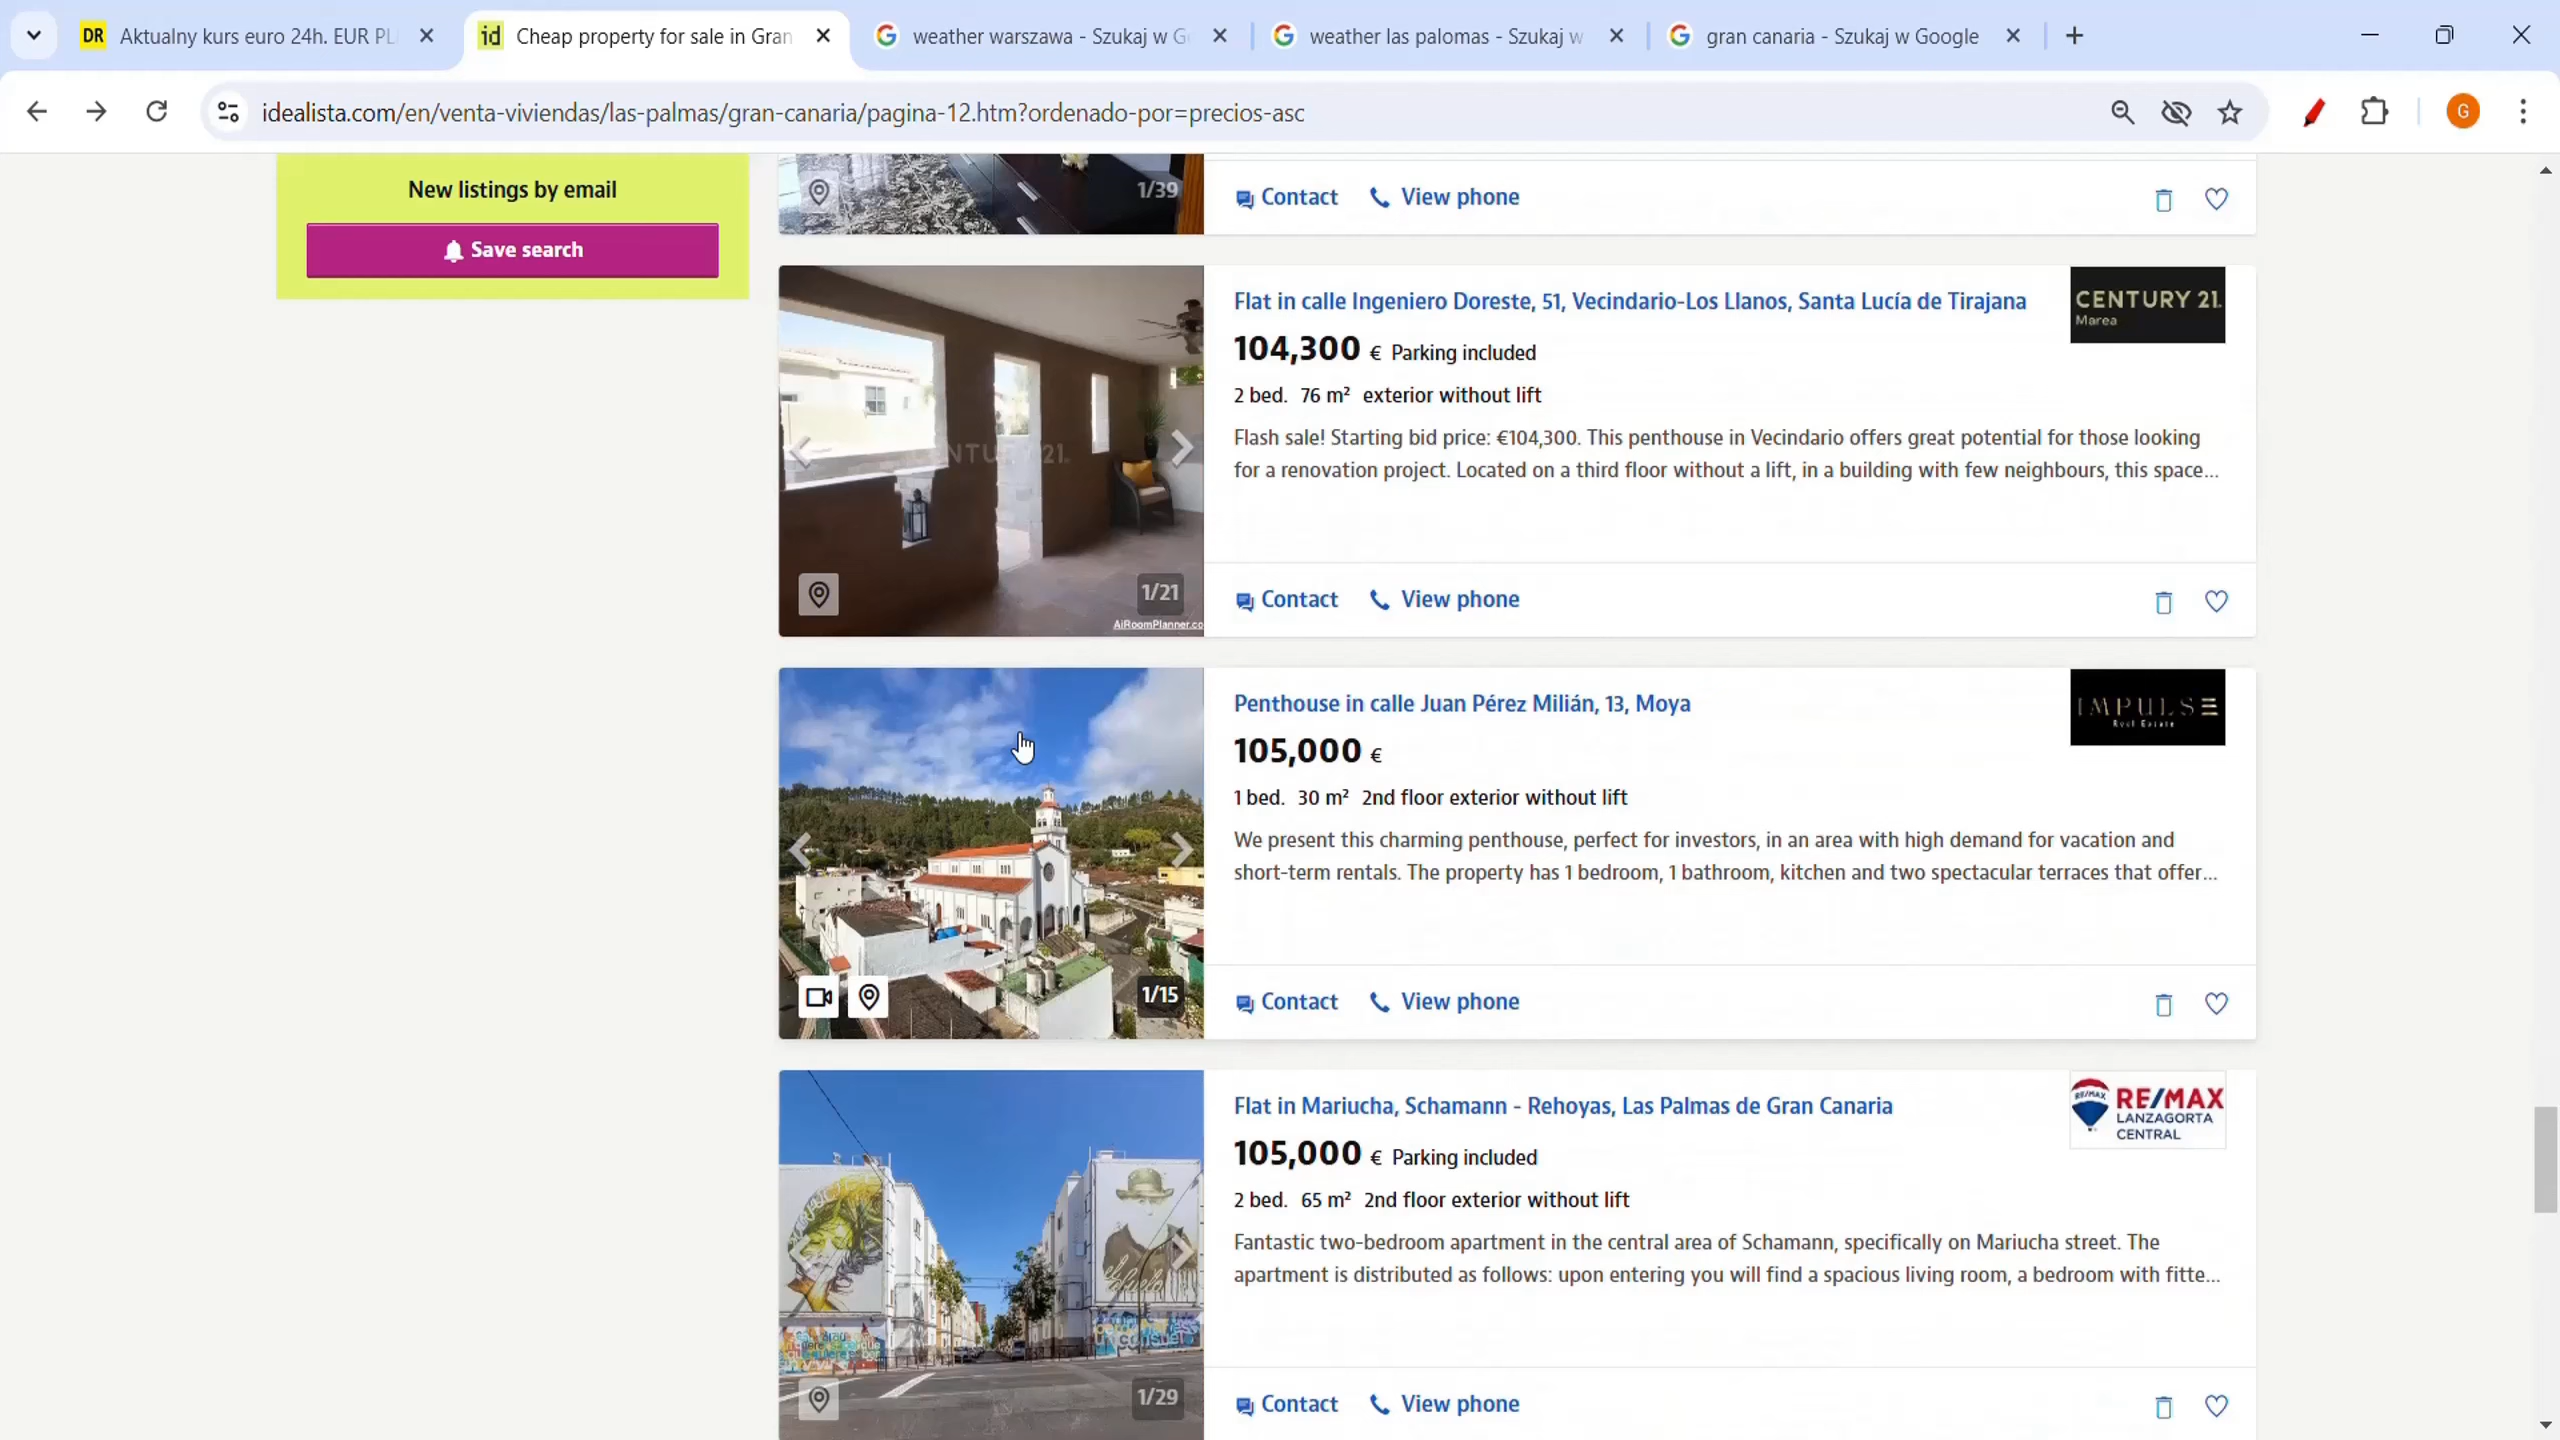 DR Aktualny kurs euro 24h. EUR PL
id Cheap property for sale in Gran
weather warszawa - Szukaj w Go
weather las palomas - Szukaj w
gran canaria - Szukaj w Google
idealista.com/en/venta-viviendas/las-palmas/gran-canaria/pagina-12.htm?ordenado-por=precios-asc
G
New listings by email
Save search
1/39
Contact View phone
Flat in calle Ingeniero Doreste, 51, Vecindario-Los Llanos, Santa Lucía de Tirajana
CENTURY 21.
Marea
104,300 € Parking included
2 bed. 76 m² exterior without lift
Flash sale! Starting bid price: €104,300. This penthouse in Vecindario offers great potential for those looking
for a renovation project. Located on a third floor without a lift, in a building with few neighbours, this space...
1/21
AiRoomPlanner.co
Contact View phone
Penthouse in calle Juan Pérez Milián, 13, Moya
IMPULSE
Real Estate
105,000 €
1 bed. 30 m² 2nd floor exterior without lift
We present this charming penthouse, perfect for investors, in an area with high demand for vacation and
short-term rentals. The property has 1 bedroom, 1 bathroom, kitchen and two spectacular terraces that offer...
1/15
Contact View phone
Flat in Mariucha, Schamann - Rehoyas, Las Palmas de Gran Canaria
RE/MAX
LANZAGORTA
CENTRAL
105,000 € Parking included
2 bed. 65 m² 2nd floor exterior without lift
Fantastic two-bedroom apartment in the central area of Schamann, specifically on Mariucha street. The
apartment is distributed as follows: upon entering you will find a spacious living room, a bedroom with fitte...
1/29
Contact View phone